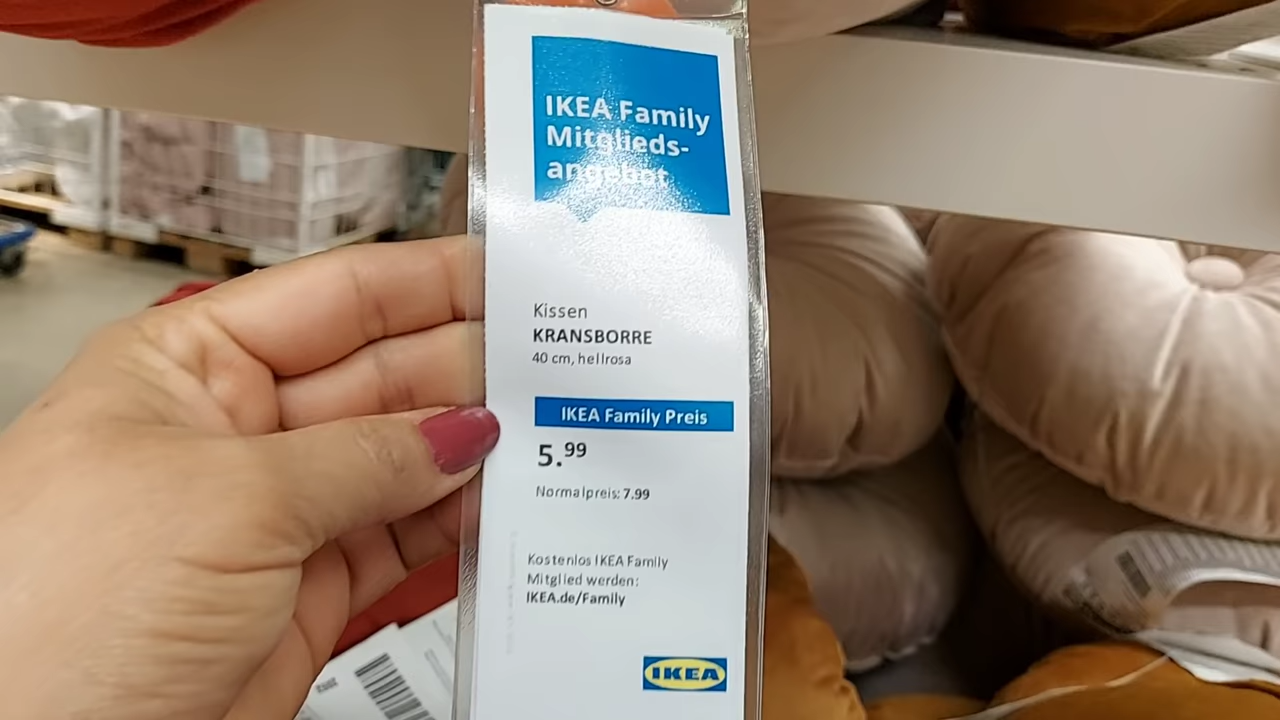 IKEA Family
Mitglieds-
angebot
Kissen
KRANSBORRE
40 cm, hellrosa
IKEA Family Preis
5.99
Normalpreis: 7.99
Kostenlos IKEA Family
Mitglied werden:
IKEA.de/Family
IKEA